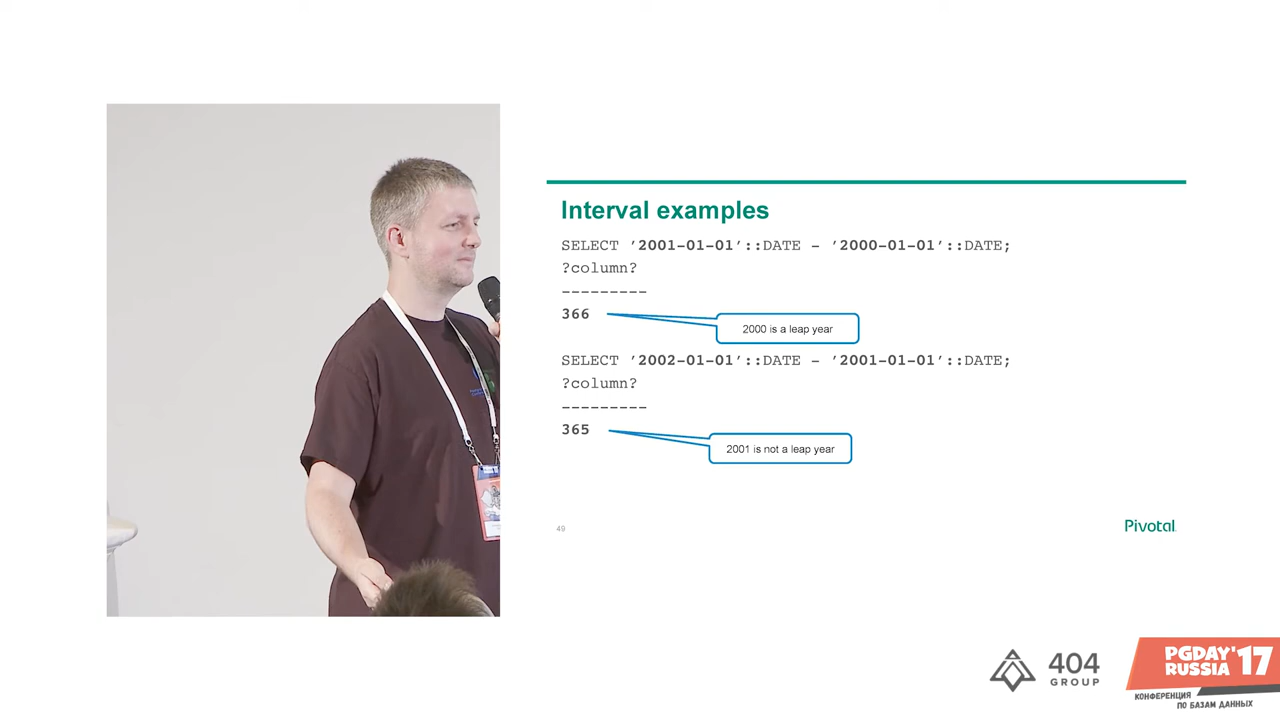 Interval examples
SELECT '2001-01-01'::DATE - '2000-01-01'::DATE;
?column?
---------
366
2000 is a leap year
SELECT '2002-01-01'::DATE - '2001-01-01'::DATE;
?column?
---------
365
2001 is not a leap year
49
Pivotal
404
GROUP
PGDAY'17
RUSSIA
КОНФЕРЕНЦИЯ
ПО БАЗАМ ДАННЫХ